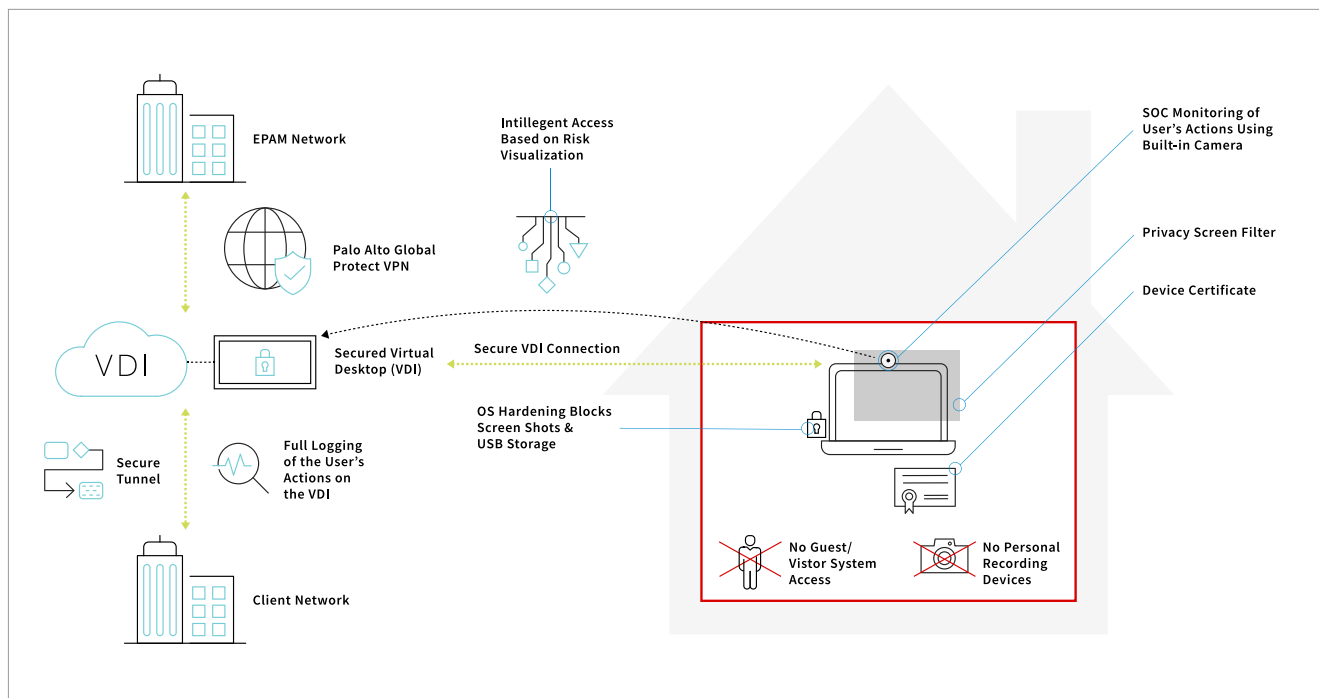 EPAM Network
Palo Alto Global
Protect VPN
Intillegent Access
Based on Risk
Visualization
SOC Monitoring of
User’s Actions Using
Built-in Camera
Privacy Screen Filter
Device Certificate
VDI
Secured Virtual
Desktop (VDI)
Secure VDI Connection
OS Hardening Blocks
Screen Shots &
USB Storage
Secure
Tunnel
Full Logging
of the User’s
Actions on
the VDI
No Guest/
Vistor System
Access
No Personal
Recording
Devices
Client Network